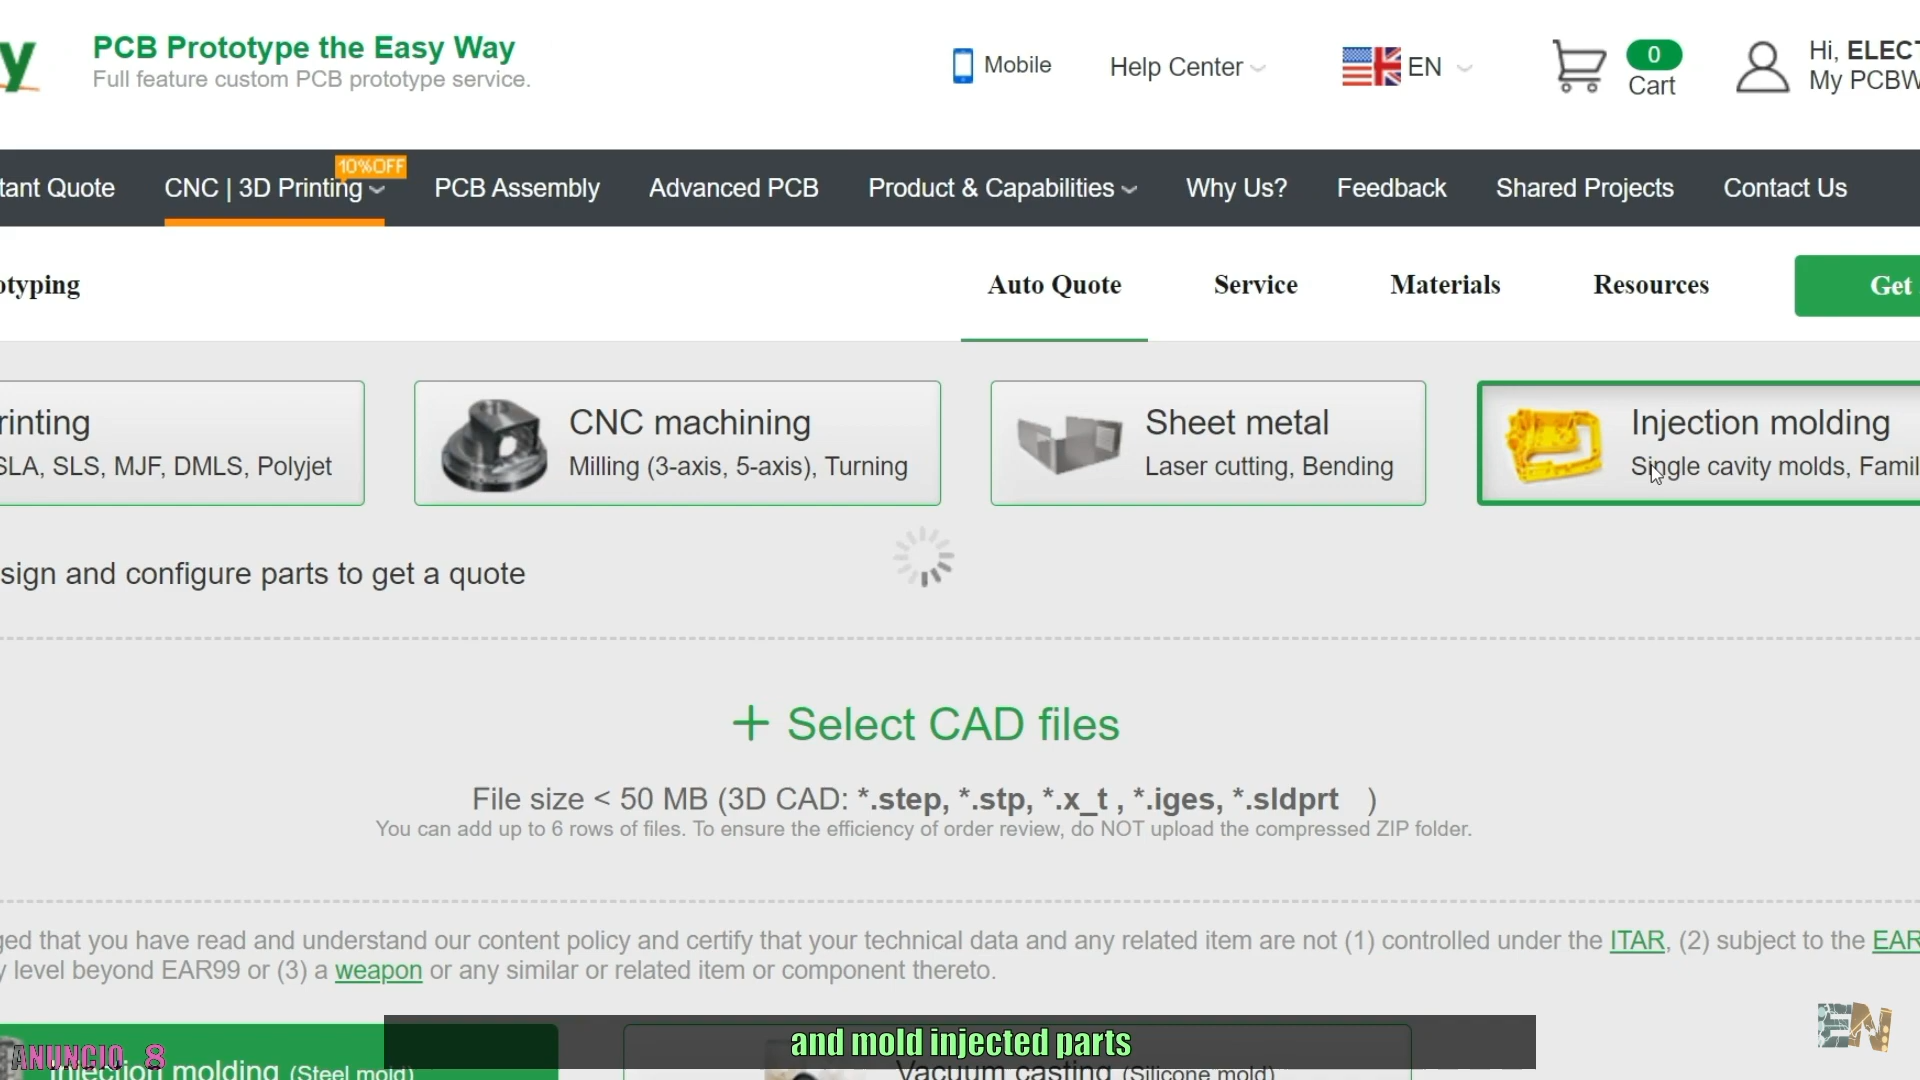 y
PCB Prototype the Easy Way
Full feature custom PCB prototype service.
Mobile
Help Center
EN
0
Cart
Hi, ELECT
My PCBW
tant Quote
CNC | 3D Printing
10%OFF
PCB Assembly
Advanced PCB
Product & Capabilities
Why Us?
Feedback
Shared Projects
Contact Us
otyping
Auto Quote
Service
Materials
Resources
Get
rinting
SLA, SLS, MJF, DMLS, Polyjet
CNC machining
Milling (3-axis, 5-axis), Turning
Sheet metal
Laser cutting, Bending
Injection molding
Single cavity molds, Famil
sign and configure parts to get a quote
+ Select CAD files
File size < 50 MB (3D CAD: *.step, *.stp, *.x_t , *.iges, *.sldprt )
You can add up to 6 rows of files. To ensure the efficiency of order review, do NOT upload the compressed ZIP folder.
ged that you have read and understand our content policy and certify that your technical data and any related item are not (1) controlled under the ITAR, (2) subject to the EAR
y level beyond EAR99 or (3) a weapon or any similar or related item or component thereto.
and mold injected parts
ANUNCIO 8
Injection molding (Steel mold)
Vacuum casting (Silicone mold)
EN